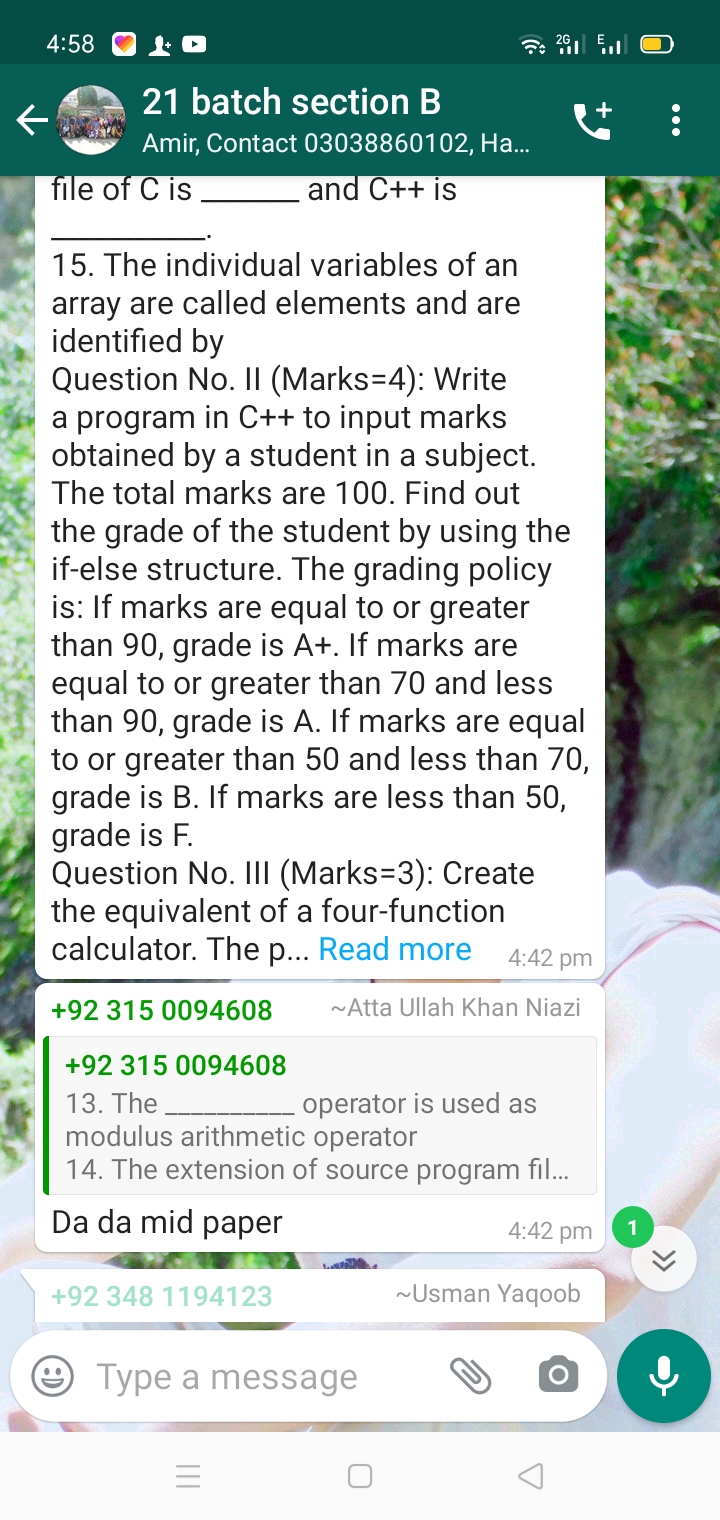 4:58
2G
E
21 batch section B
Amir, Contact 03038860102, Ha...
file of C is _______ and C++ is
___________.
15. The individual variables of an
array are called elements and are
identified by
Question No. II (Marks=4): Write
a program in C++ to input marks
obtained by a student in a subject.
The total marks are 100. Find out
the grade of the student by using the
if-else structure. The grading policy
is: If marks are equal to or greater
than 90, grade is A+. If marks are
equal to or greater than 70 and less
than 90, grade is A. If marks are equal
to or greater than 50 and less than 70,
grade is B. If marks are less than 50,
grade is F.
Question No. III (Marks=3): Create
the equivalent of a four-function
calculator. The p... Read more 4:42 pm
+92 315 0094608 ~Atta Ullah Khan Niazi
+92 315 0094608
13. The __________ operator is used as
modulus arithmetic operator
14. The extension of source program fil...
Da da mid paper 4:42 pm
1
+92 348 1194123 ~Usman Yaqoob
Type a message